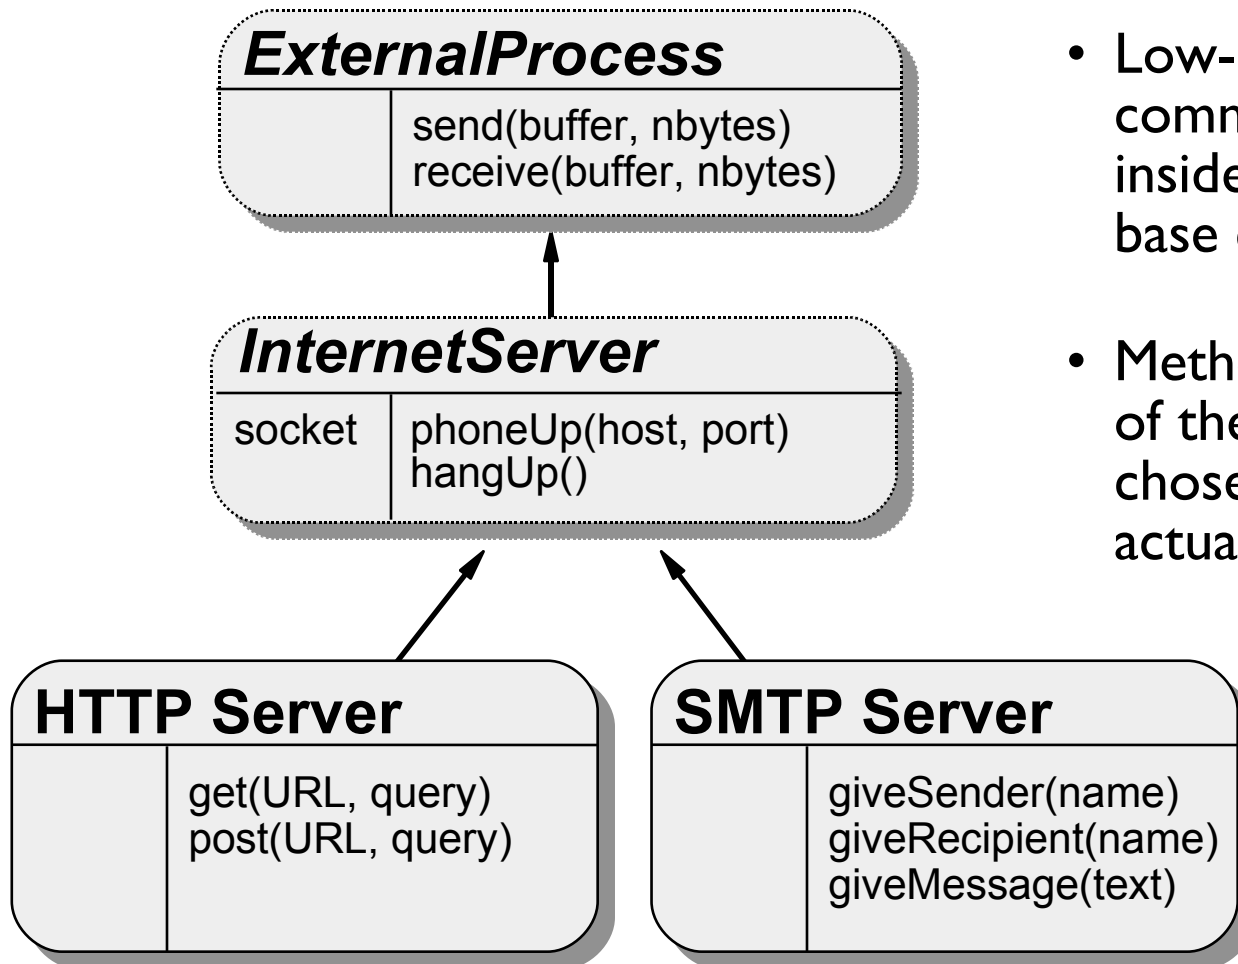 ExternalProcess
send(buffer, nbytes)
receive(buffer, nbytes)
InternetServer
socket
phoneUp(host, port)
hangUp()
HTTP Server
get(URL, query)
post(URL, query)
SMTP Server
giveSender(name)
giveRecipient(name)
giveMessage(text)
• Low-
inside
base
• Meth
of the
chose
actua